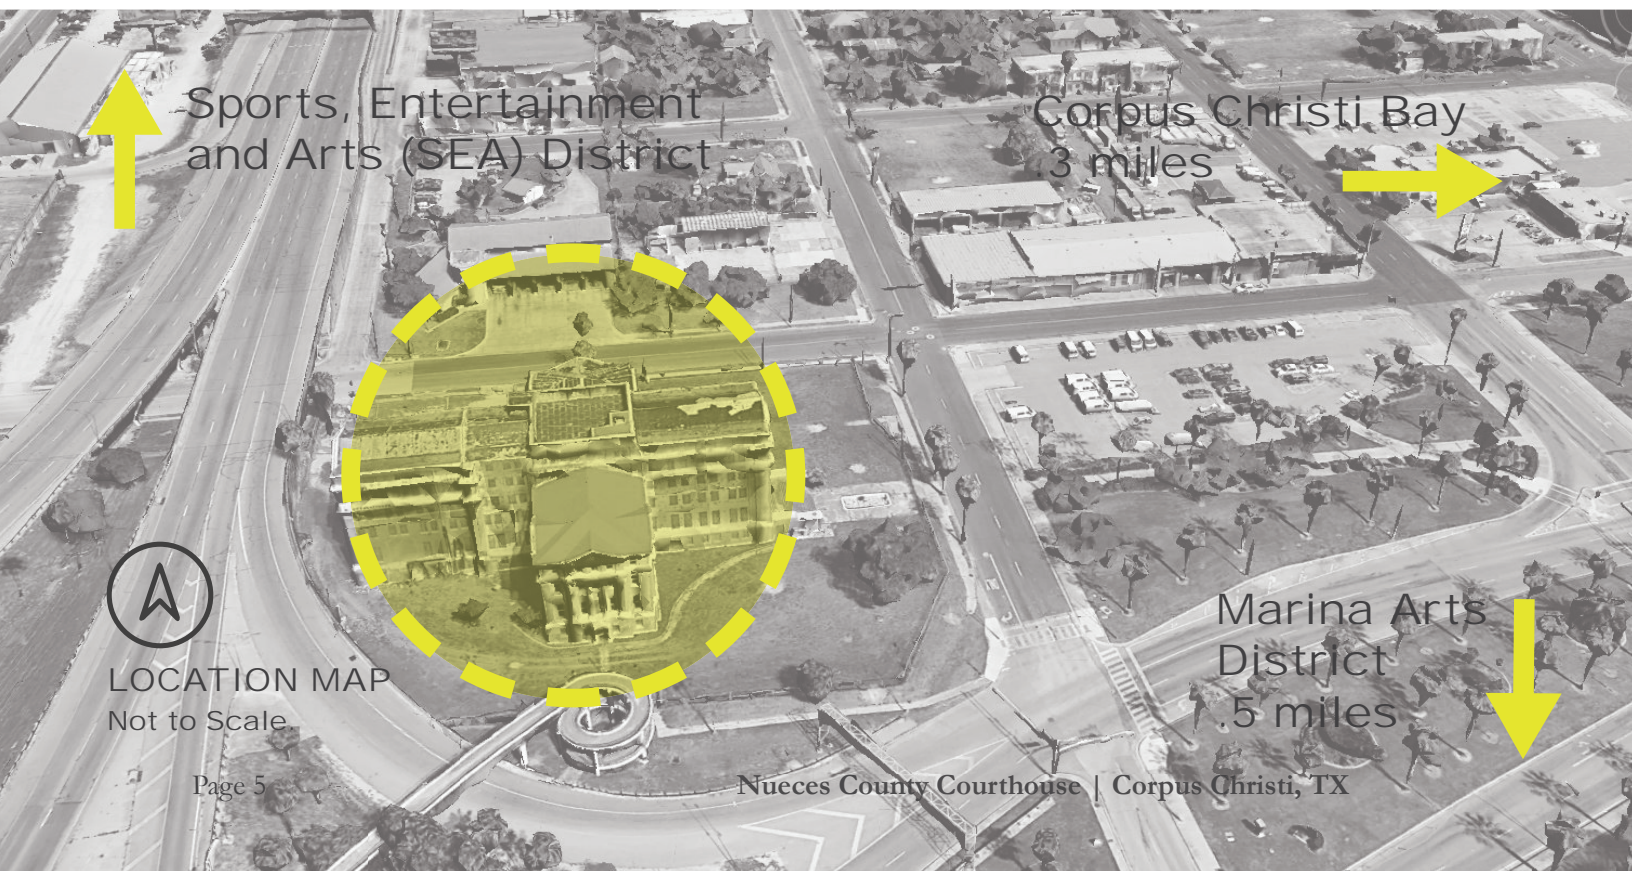 Sports, Entertainment
and Arts (SEA) District
Corpus Christi Bay
.3 miles
Marina Arts
District
.5 miles
LOCATION MAP
Not to Scale.
Page 5
Nueces County Courthouse | Corpus Christi, TX